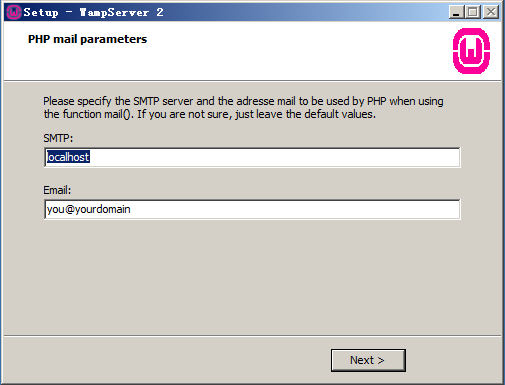 Setup - WampServer 2
PHP mail parameters
Please specify the SMTP server and the adresse mail to be used by PHP when using
the function mail(). If you are not sure, just leave the default values.
SMTP:
localhost
Email:
you@yourdomain
Next >